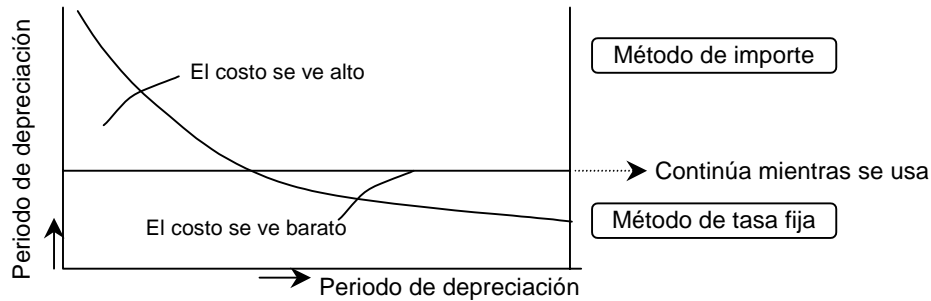 Periodo de depreciación
El costo se ve alto
Método de importe
Continúa mientras se usa
El costo se ve barato
Método de tasa fija
Periodo de depreciación